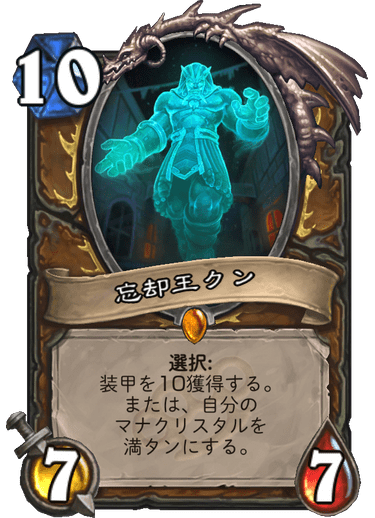 10
忘却王クン
選択:
装甲を10獲得する。
または、自分の
マナクリスタルを
満タンにする。
7
7